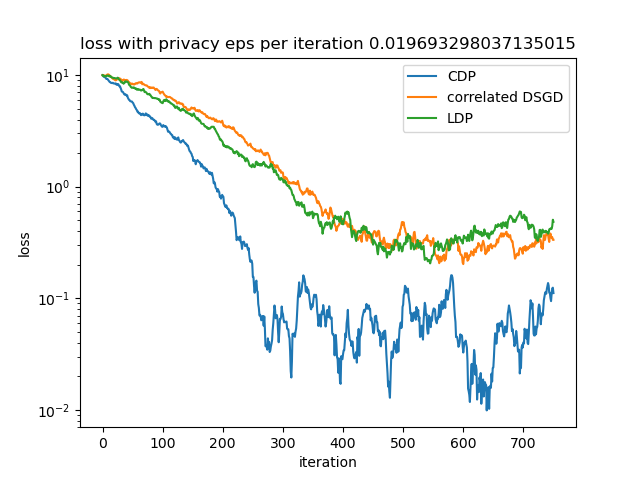 loss with privacy eps per iteration 0.019693298037135015
CDP
correlated DSGD
LDP
10¹
10⁰
10⁻¹
10⁻²
loss
0 100 200 300 400 500 600 700
iteration